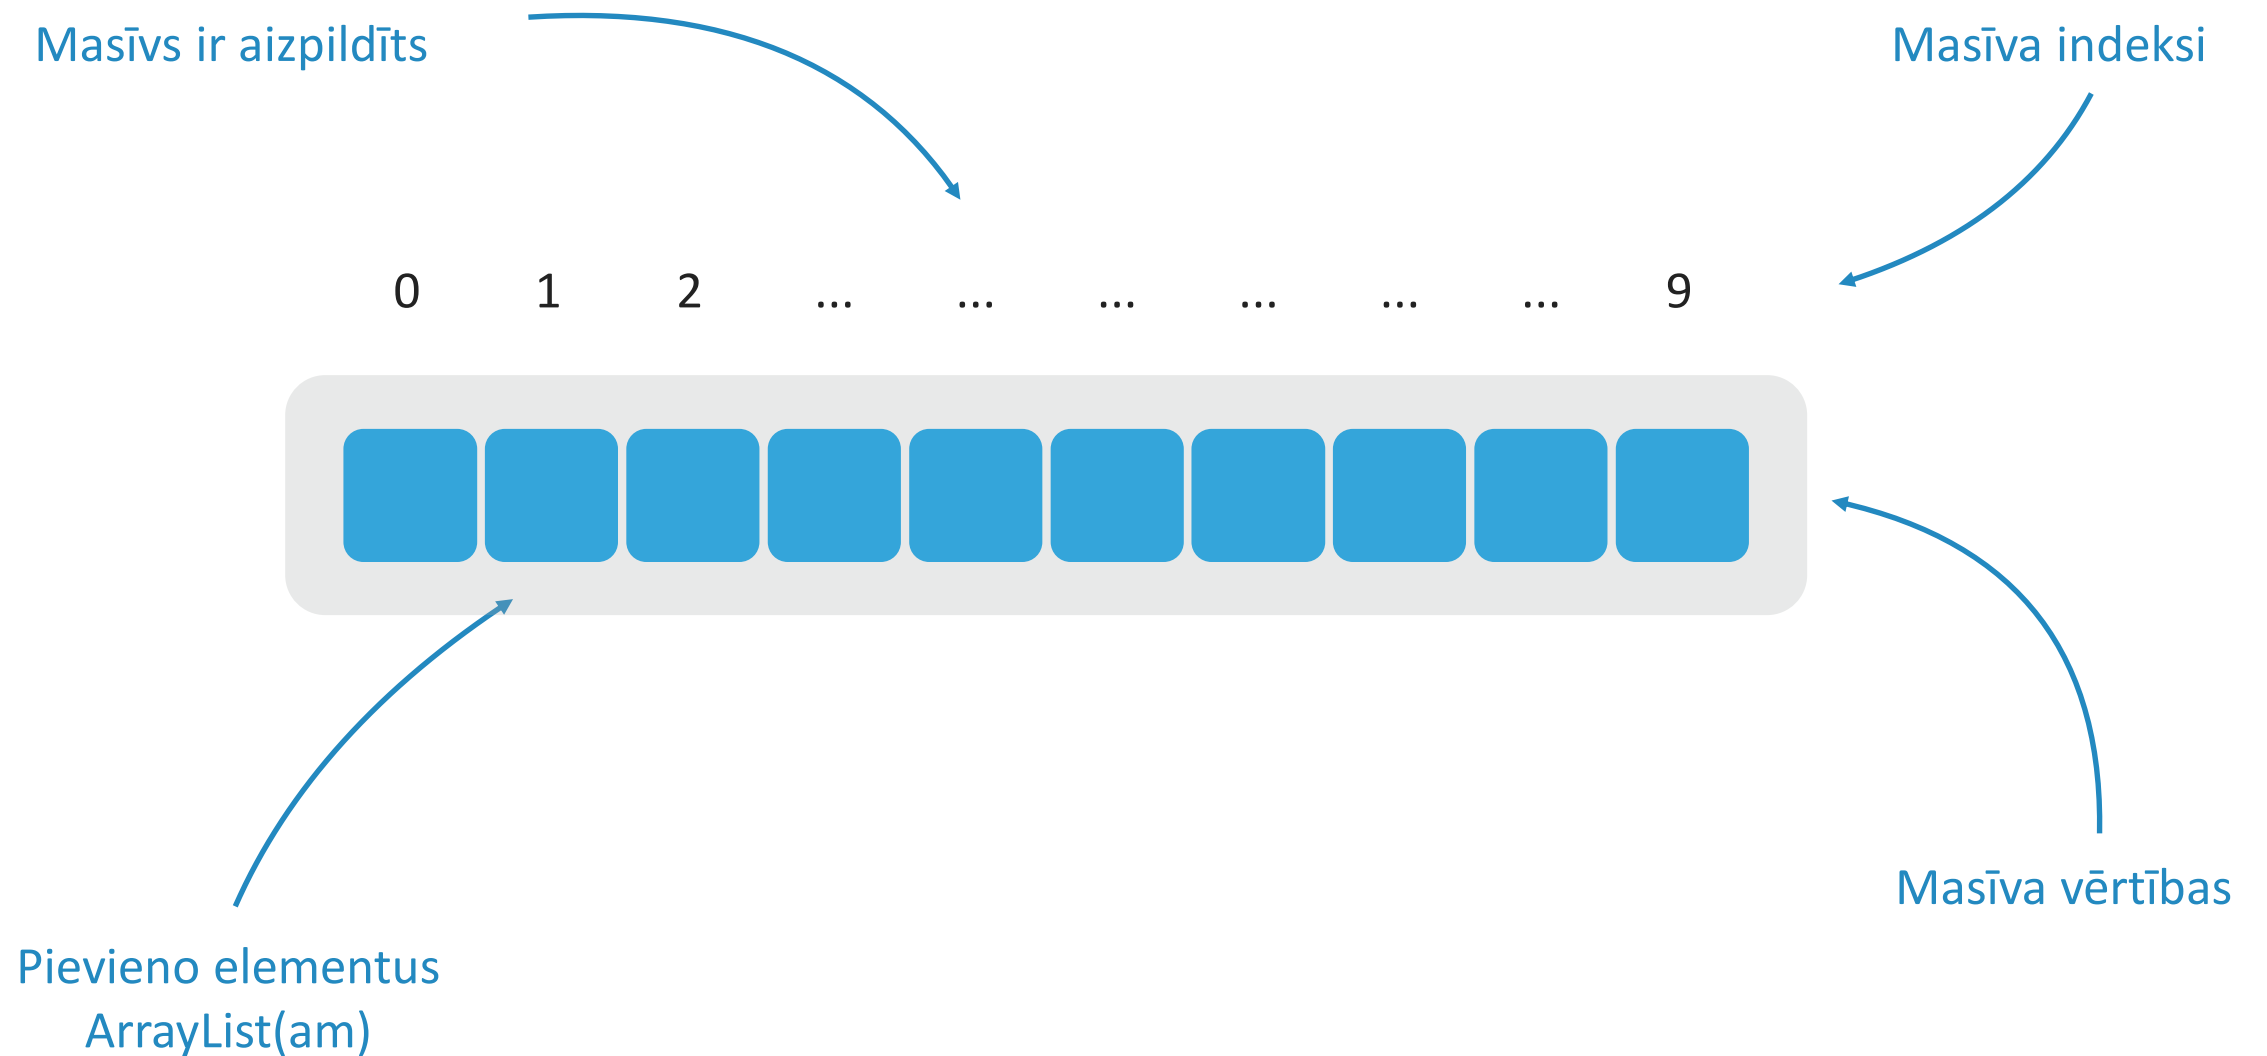 Masīvs ir aizpildīts
Masīva indeksi
0 1 2 ... ... ... ... ... ... 9
Masīva vērtības
Pievieno elementus
ArrayList(am)